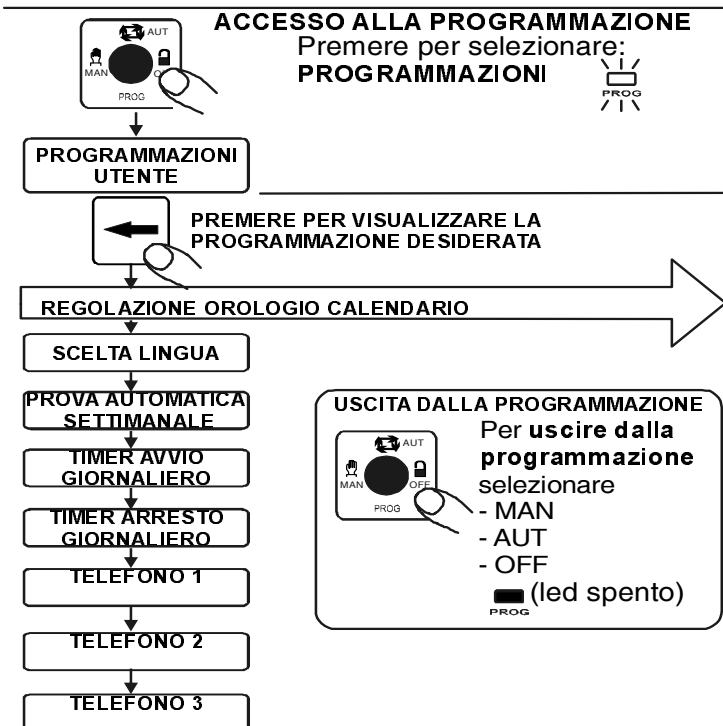 ACCESSO ALLA PROGRAMMAZIONE
Premere per selezionare:
PROGRAMMAZIONI
PROG
AUT
MAN
PROG
PROGRAMMAZIONI
UTENTE
PREMERE PER VISUALIZZARE LA
PROGRAMMAZIONE DESIDERATA
REGOLAZIONE OROLOGIO CALENDARIO
SCELTA LINGUA
PROVA AUTOMATICA
SETTIMANALE
TIMER AVVIO
GIORNALIERO
TIMER ARRESTO
GIORNALIERO
TELEFONO 1
TELEFONO 2
TELEFONO 3
USCITA DALLA PROGRAMMAZIONE
AUT
MAN
OFF
PROG
Per uscire dalla
programmazione
selezionare
- MAN
- AUT
- OFF
(led spento)
PROG